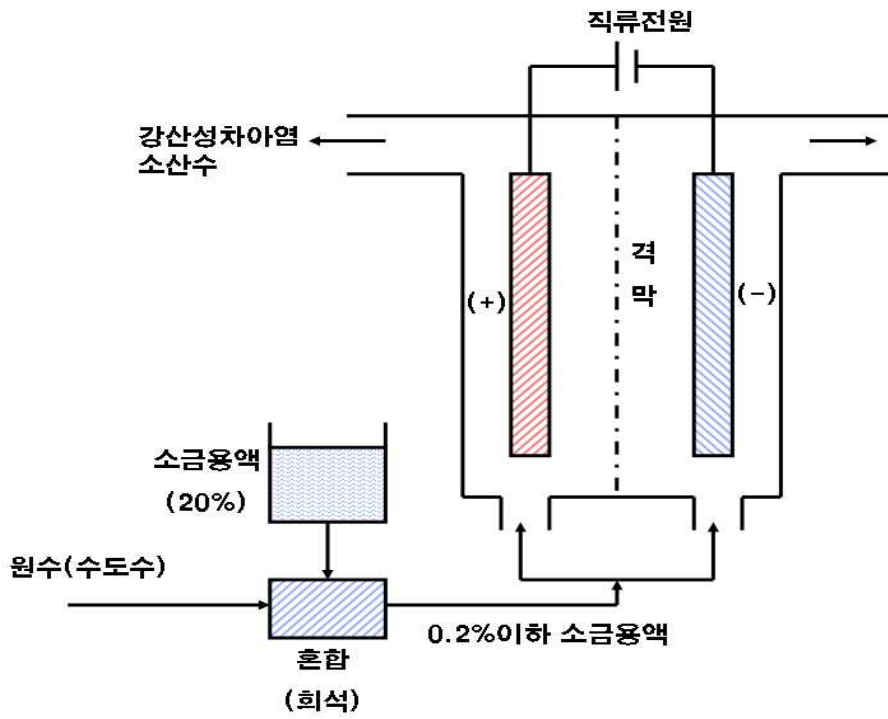 직류전원
강산성차아염
소산수
격
막
(+)
(-)
소금용액
(20%)
원수(수도수)
0.2%이하 소금용액
혼합
(희석)